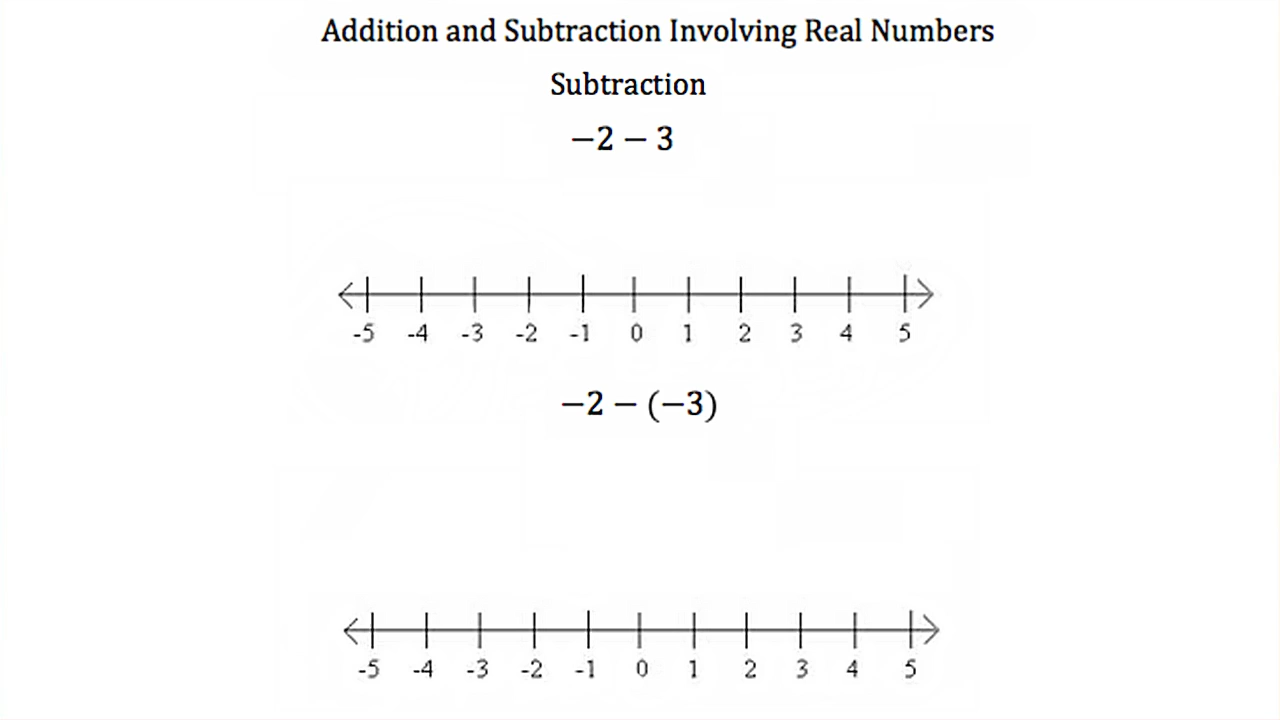 Addition and Subtraction Involving Real Numbers
Subtraction
−2 − 3
-5 -4 -3 -2 -1 0 1 2 3 4 5
−2 − (−3)
-5 -4 -3 -2 -1 0 1 2 3 4 5